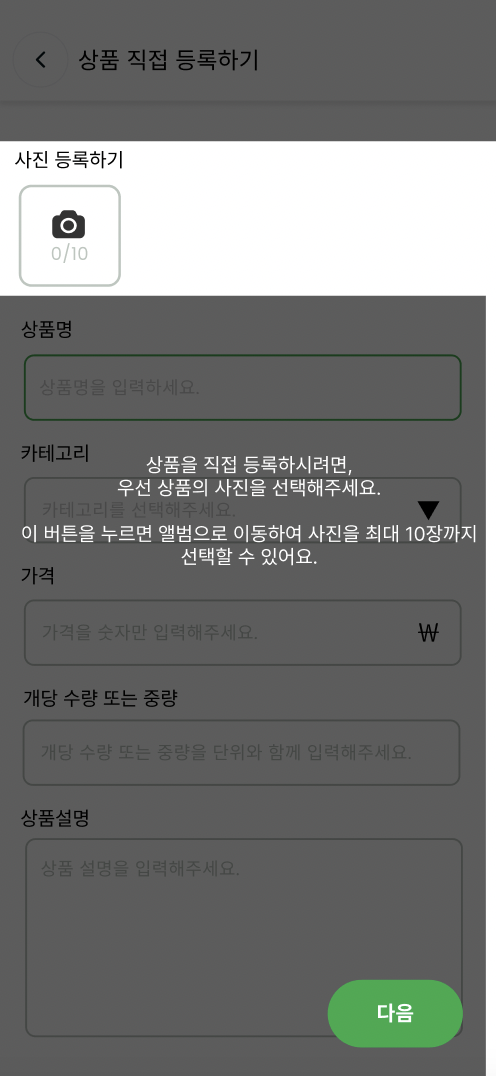 상품 직접 등록하기
사진 등록하기
0/10
상품명
상품명을 입력하세요.
카테고리
상품을 직접 등록하시려면,
우선 상품의 사진을 선택해주세요.
카테고리를 선택해주세요.
이 버튼을 누르면 앨범으로 이동하여 사진을 최대 10장까지
선택할 수 있어요.
가격
가격을 숫자만 입력해주세요.
₩
개당 수량 또는 중량
개당 수량 또는 중량을 단위와 함께 입력해주세요.
상품설명
상품 설명을 입력해주세요.
다음